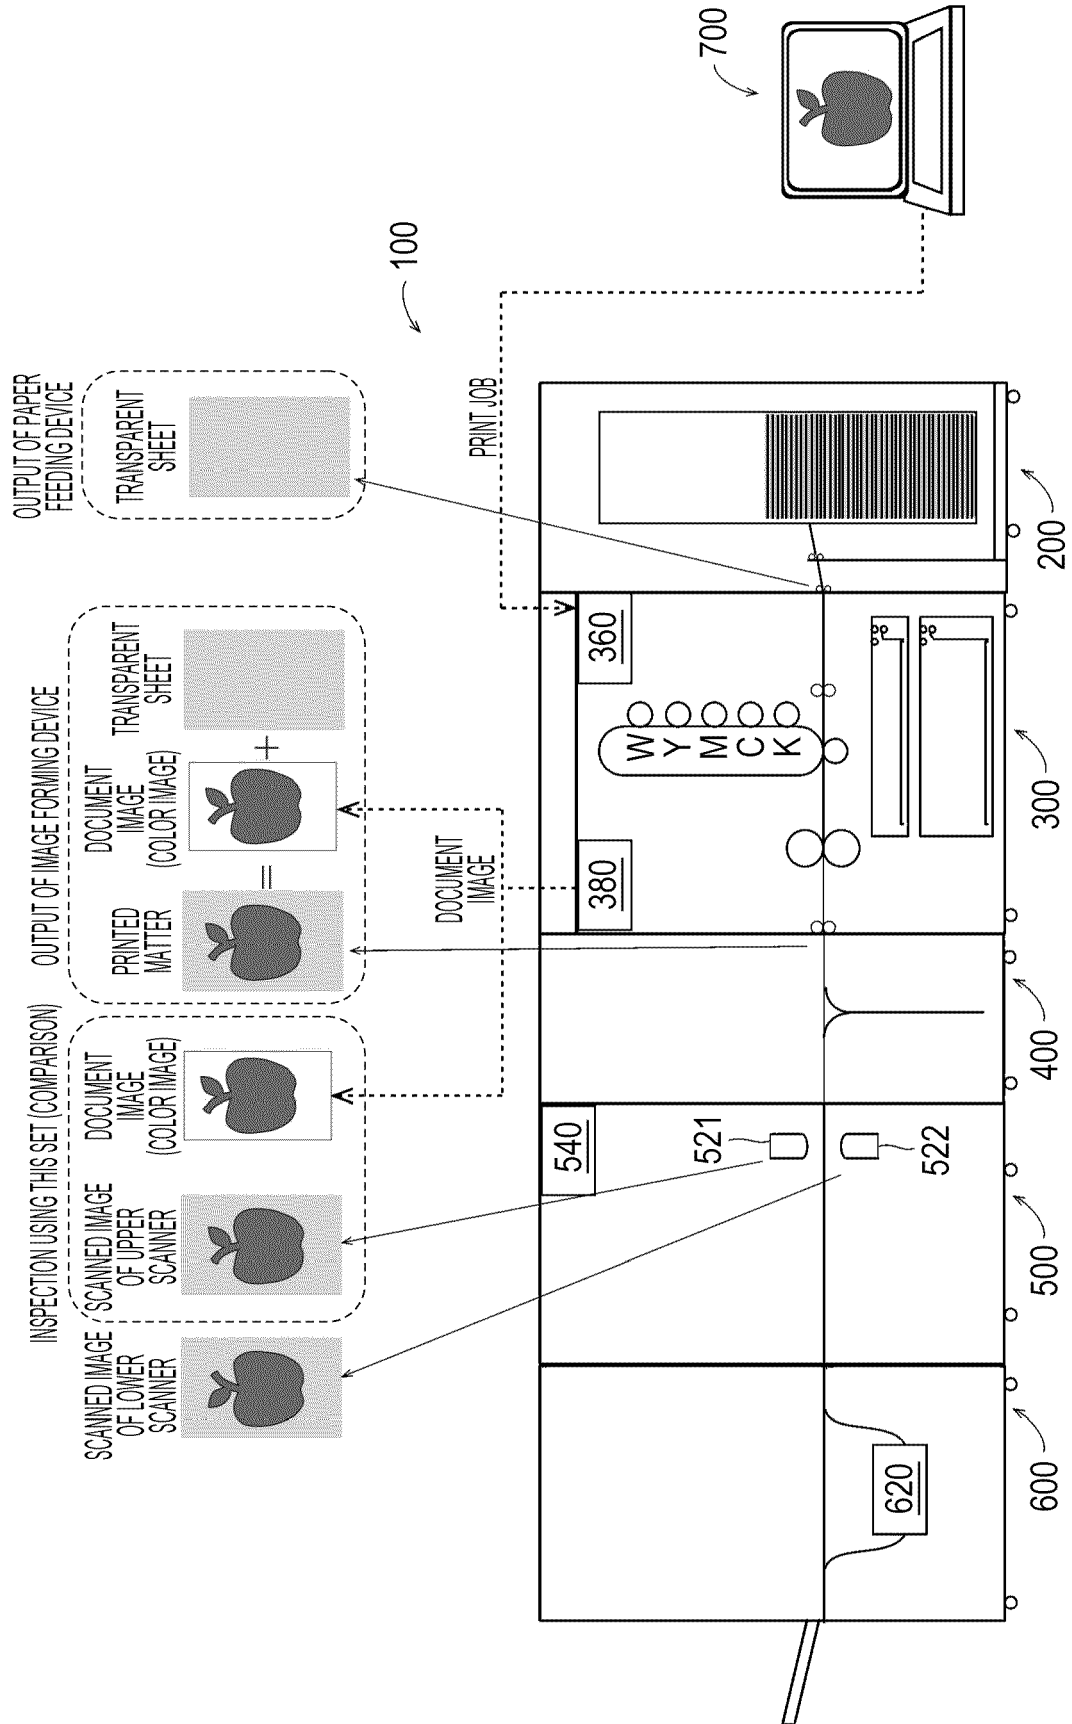 INSPECTION USING THIS SET (COMPARISON)
OUTPUT OF IMAGE FORMING DEVICE
OUTPUT OF PAPER
FEEDING DEVICE
SCANNED IMAGE
OF LOWER
SCANNER
SCANNED IMAGE
OF UPPER
SCANNER
DOCUMENT
IMAGE
(COLOR IMAGE)
PRINTED
MATTER
=
DOCUMENT
IMAGE
(COLOR IMAGE)
+
TRANSPARENT
SHEET
TRANSPARENT
SHEET
100
700
DOCUMENT
IMAGE
PRINT JOB
540
380
360
W
Y
M
C
K
521
522
620
600
500
400
300
200